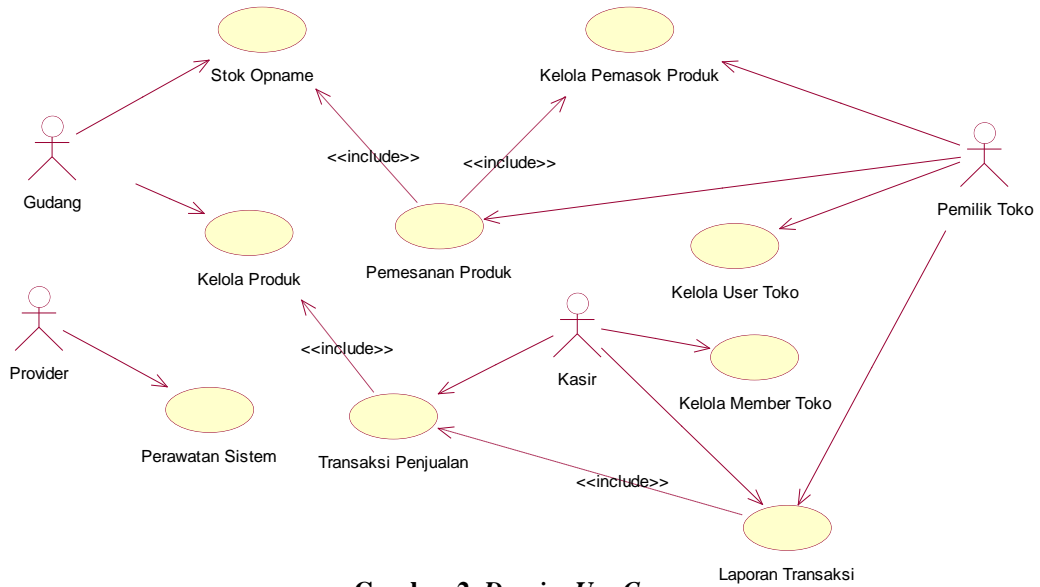 Stok Opname
Kelola Pemasok Produk
<<include>>
<<include>>
Gudang
Pemilik Toko
Kelola Produk
Pemesanan Produk
Kelola User Toko
<<include>>
Provider
Kasir
Kelola Member Toko
Perawatan Sistem
Transaksi Penjualan
<<include>>
Laporan Transaksi